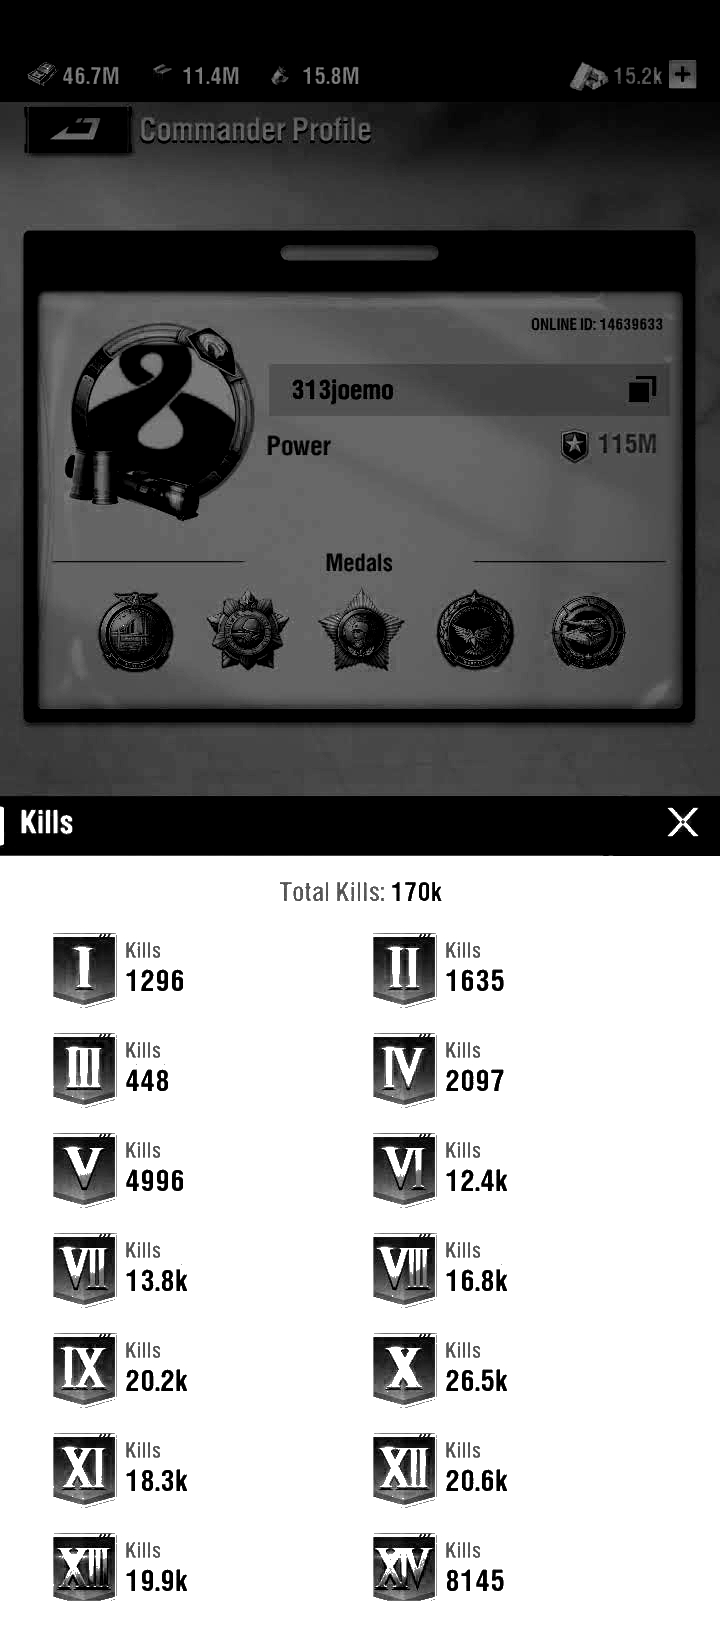 46.7M 11.4M 15.8M 15.2k
Commander Profile
ONLINE ID: 14639633
313joemo
Power 115M
Medals
Kills
Total Kills: 170k
I Kills 1296
II Kills 1635
III Kills 448
IV Kills 2097
V Kills 4996
VI Kills 12.4k
VII Kills 13.8k
VIII Kills 16.8k
IX Kills 20.2k
X Kills 26.5k
XI Kills 18.3k
XII Kills 20.6k
XIII Kills 19.9k
XIV Kills 8145